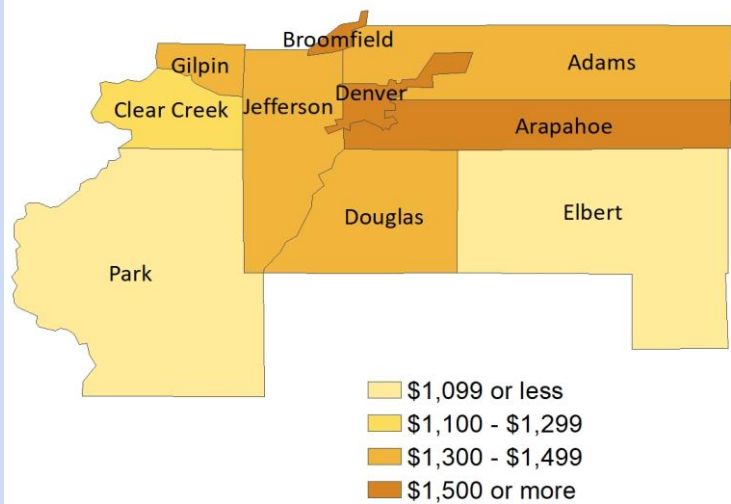 Broomfield
Gilpin
Adams
Clear Creek
Jefferson
Denver
Arapahoe
Douglas
Elbert
Park
$1,099 or less
$1,100 - $1,299
$1,300 - $1,499
$1,500 or more